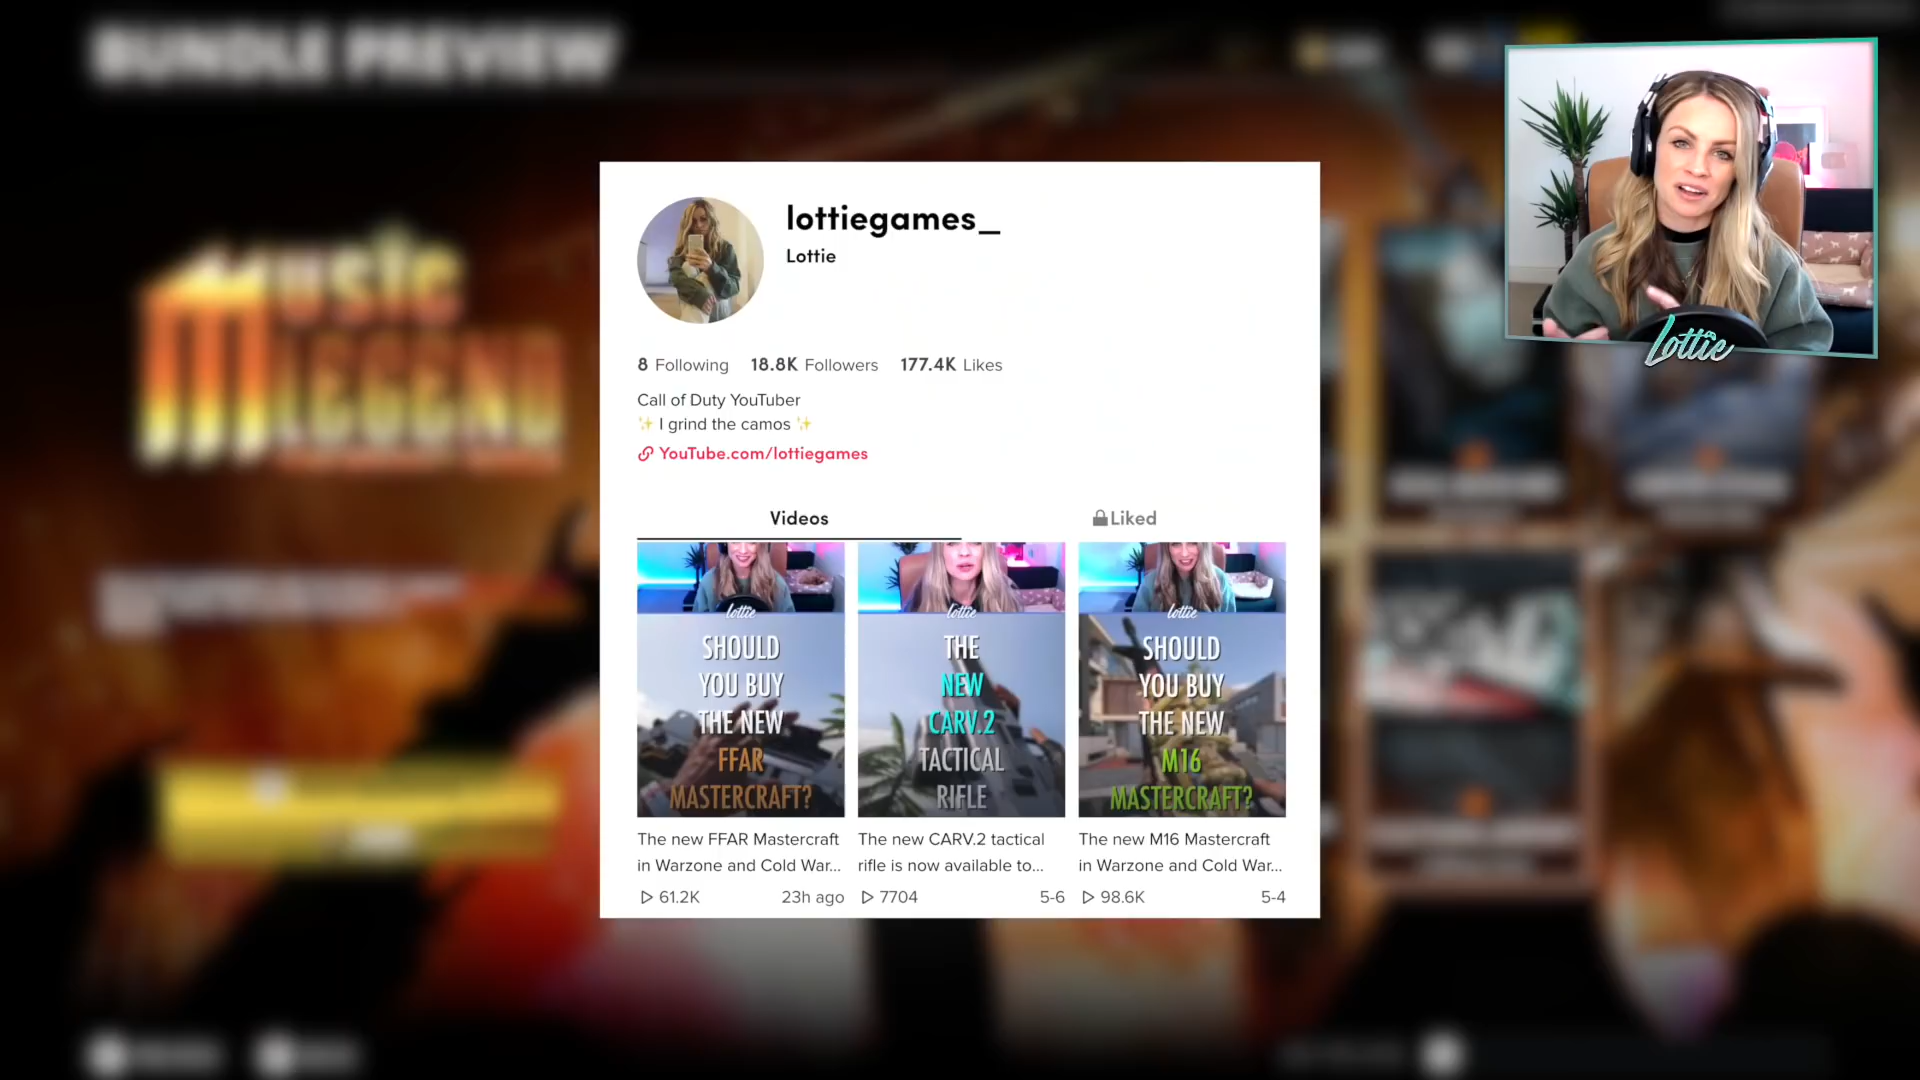 BUNDLE PREVIEW
MUSIC
LEGEND
Lottie
lottiegames_
Lottie
8 Following 18.8K Followers 177.4K Likes
Call of Duty YouTuber
✨ I grind the camos ✨
YouTube.com/lottiegames
Videos
Liked
lottie
SHOULD
YOU BUY
THE NEW
FFAR
MASTERCRAFT?
The new FFAR Mastercraft
in Warzone and Cold War...
61.2K 23h ago
lottie
THE
NEW
CARV.2
TACTICAL
RIFLE
The new CARV.2 tactical
rifle is now available to...
7704 5-6
lottie
SHOULD
YOU BUY
THE NEW
M16
MASTERCRAFT?
The new M16 Mastercraft
in Warzone and Cold War...
98.6K 5-4